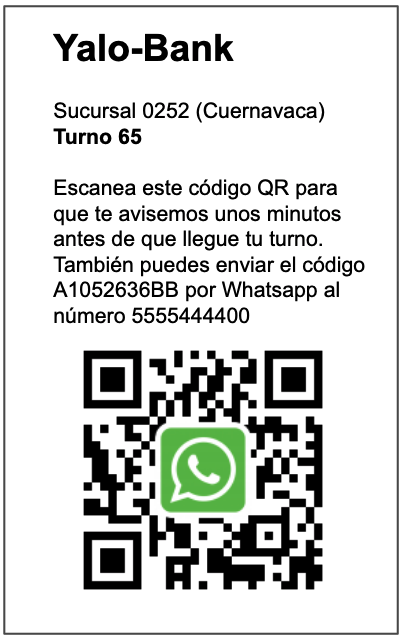 Yalo-Bank
Sucursal 0252 (Cuernavaca)
Turno 65
Escanea este código QR para
que te avisemos unos minutos
antes de que llegue tu turno.
También puedes enviar el código
A1052636BB por Whatsapp al
número 5555444400